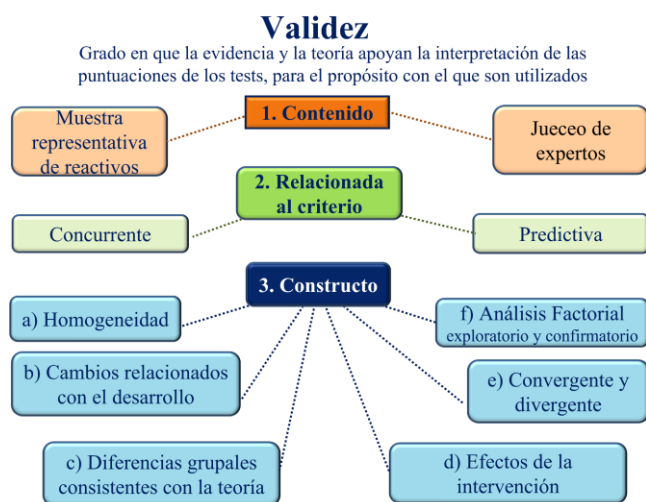 Validez
Grado en que la evidencia y la teoría apoyan la interpretación de las
puntuaciones de los tests, para el propósito con el que son utilizados
Muestra
representativa
de reactivos
1. Contenido
Jueceo de
expertos
2. Relacionada
al criterio
Concurrente
Predictiva
3. Constructo
a) Homogeneidad
b) Cambios relacionados
con el desarrollo
c) Diferencias grupales
consistentes con la teoría
d) Efectos de la
intervención
e) Convergente y
divergente
f) Análisis Factorial
exploratorio y confirmatorio